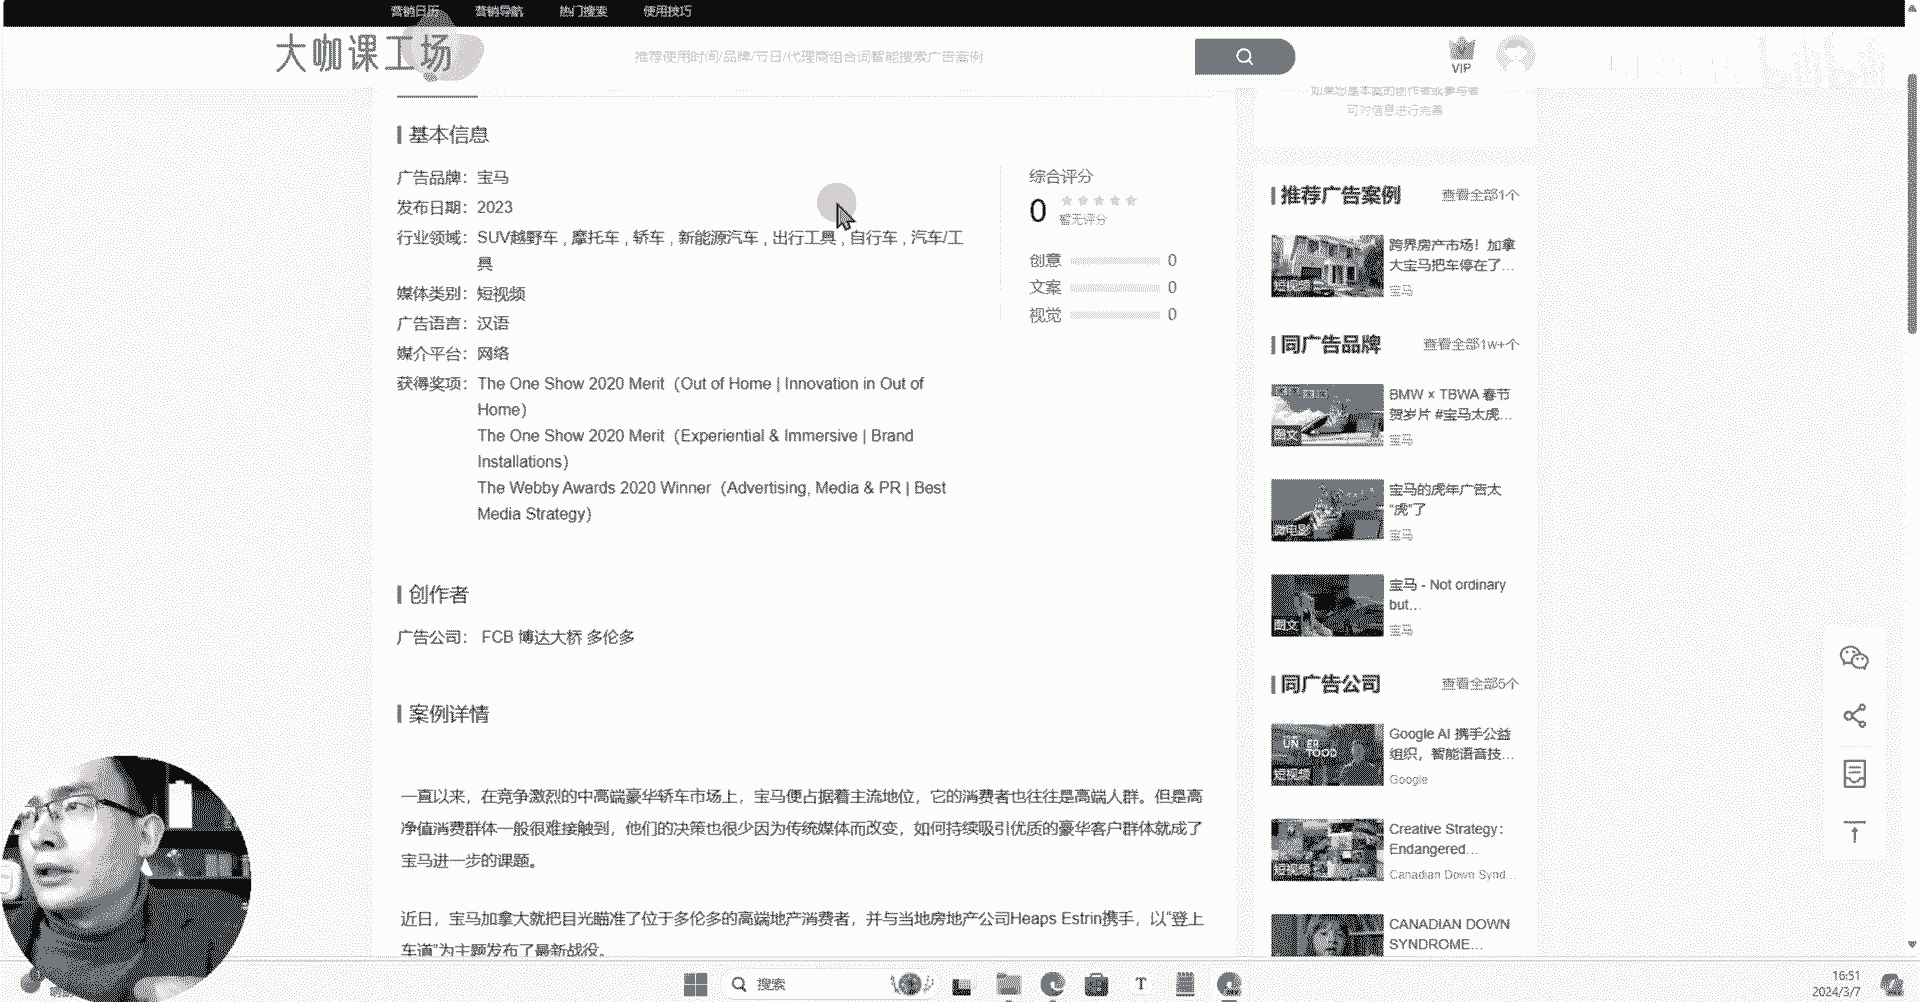 营销日历 营销导航 热门搜索 使用技巧
大咖课工场
推荐使用时间/品牌/节日/代理商组合词智能搜索广告案例
VIP
如果您是本案的创作者或参与者
可对信息进行完善
基本信息
广告品牌：宝马
发布日期：2023
行业领域：SUV越野车，摩托车，轿车，新能源汽车，出行工具，自行车，汽车/工
具
媒体类别：短视频
广告语言：汉语
媒介平台：网络
获得奖项：The One Show 2020 Merit（Out of Home | Innovation in Out of
Home）
The One Show 2020 Merit（Experiential & Immersive | Brand
Installations）
The Webby Awards 2020 Winner（Advertising, Media & PR | Best
Media Strategy）
综合评分
0
暂无评分
创意 0
文案 0
视觉 0
创作者
广告公司： FCB 博达大桥 多伦多
案例详情
一直以来，在竞争激烈的中高端豪华轿车市场上，宝马便占据着主流地位，它的消费者也往往是高端人群。但是高
净值消费群体一般很难接触到，他们的决策也很少因为传统媒体而改变，如何持续吸引优质的豪华客户群体就成了
宝马进一步的课题。
近日，宝马加拿大就把目光瞄准了位于多伦多的高端地产消费者，并与当地房地产公司Heaps Estrin携手，以“登上
车道”为主题发布了最新战役。
推荐广告案例 查看全部1个
跨界房产市场！加拿
大宝马把车停在了...
短视频
宝马
同广告品牌 查看全部1w+个
BMW × TBWA 春节
贺岁片 #宝马太虎...
图文
宝马
宝马的虎年广告太
“虎”了
微电影
宝马
宝马 - Not ordinary
but...
图文
宝马
同广告公司 查看全部5个
Google AI 携手公益
组织，智能语音技...
短视频
Google
Creative Strategy：
Endangered...
短视频
Canadian Down Synd...
CANADIAN DOWN
SYNDROME...
搜索
16:51
2024/3/7